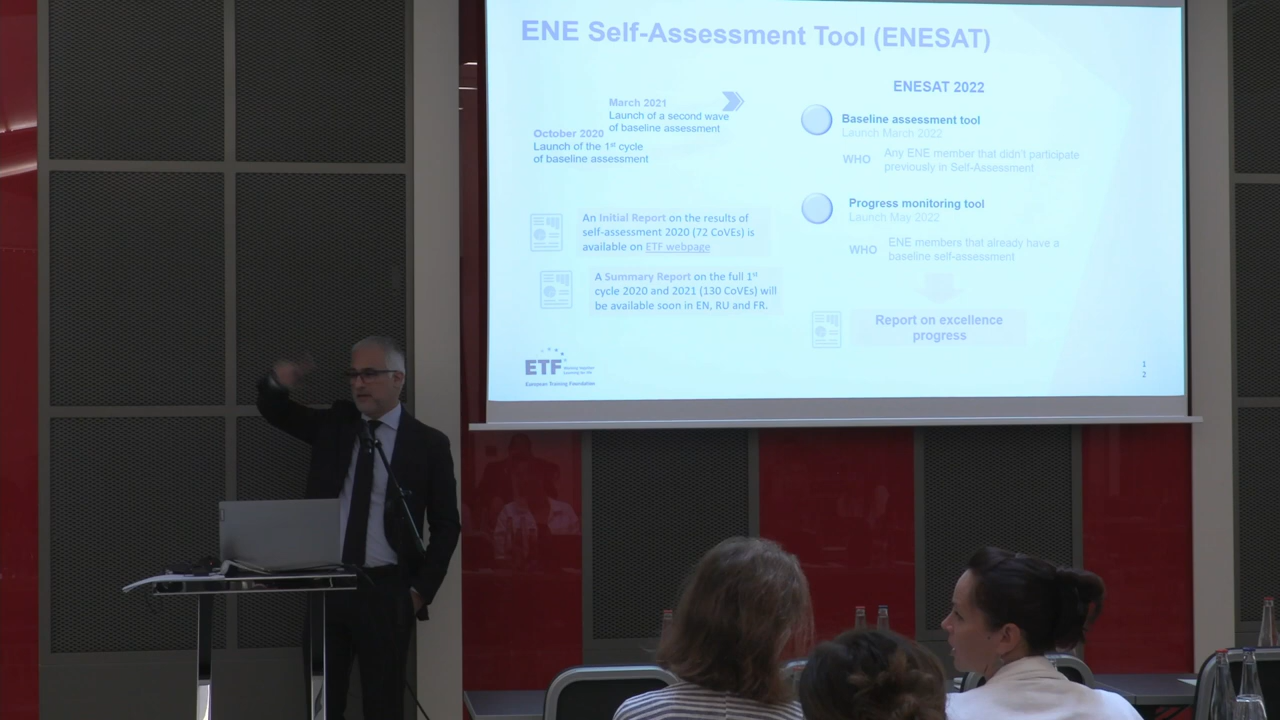 ENE Self-Assessment Tool (ENESAT)
March 2021
Launch of a second wave
of baseline assessment
October 2020
Launch of the 1st cycle
of baseline assessment
An Initial Report on the results of
self-assessment 2020 (72 CoVEs) is
available on ETF webpage
A Summary Report on the full 1st
cycle 2020 and 2021 (130 CoVEs) will
be available soon in EN, RU and FR.
ENESAT 2022
Baseline assessment tool
Launch March 2022
WHO
Any ENE member that didn't participate
previously in Self-Assessment
Progress monitoring tool
Launch May 2022
WHO
ENE members that already have a
baseline self-assessment
Report on excellence
progress
ETF
European Training Foundation
1
2